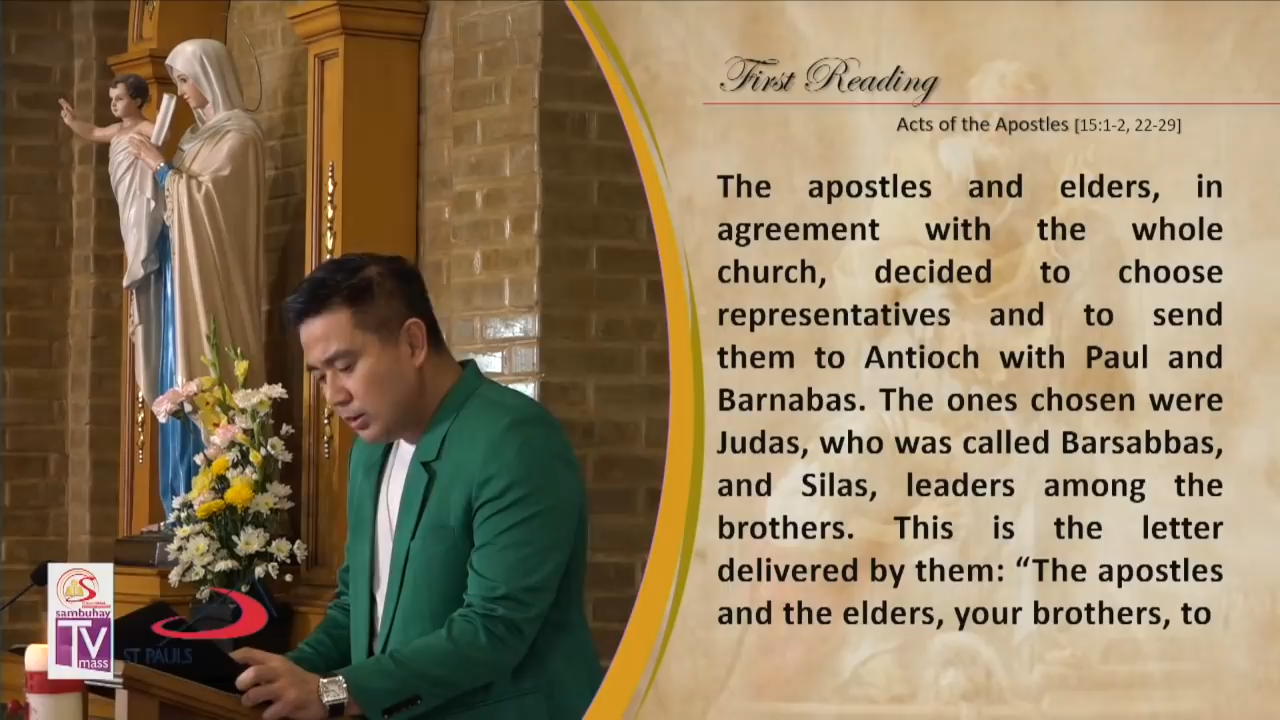 First Reading
Acts of the Apostles [15:1-2, 22-29]
The apostles and elders, in
agreement with the whole
church, decided to choose
representatives and to send
them to Antioch with Paul and
Barnabas. The ones chosen were
Judas, who was called Barsabbas,
and Silas, leaders among the
brothers. This is the letter
delivered by them: “The apostles
and the elders, your brothers, to
sambuhay
TV
mass
ST PAULS